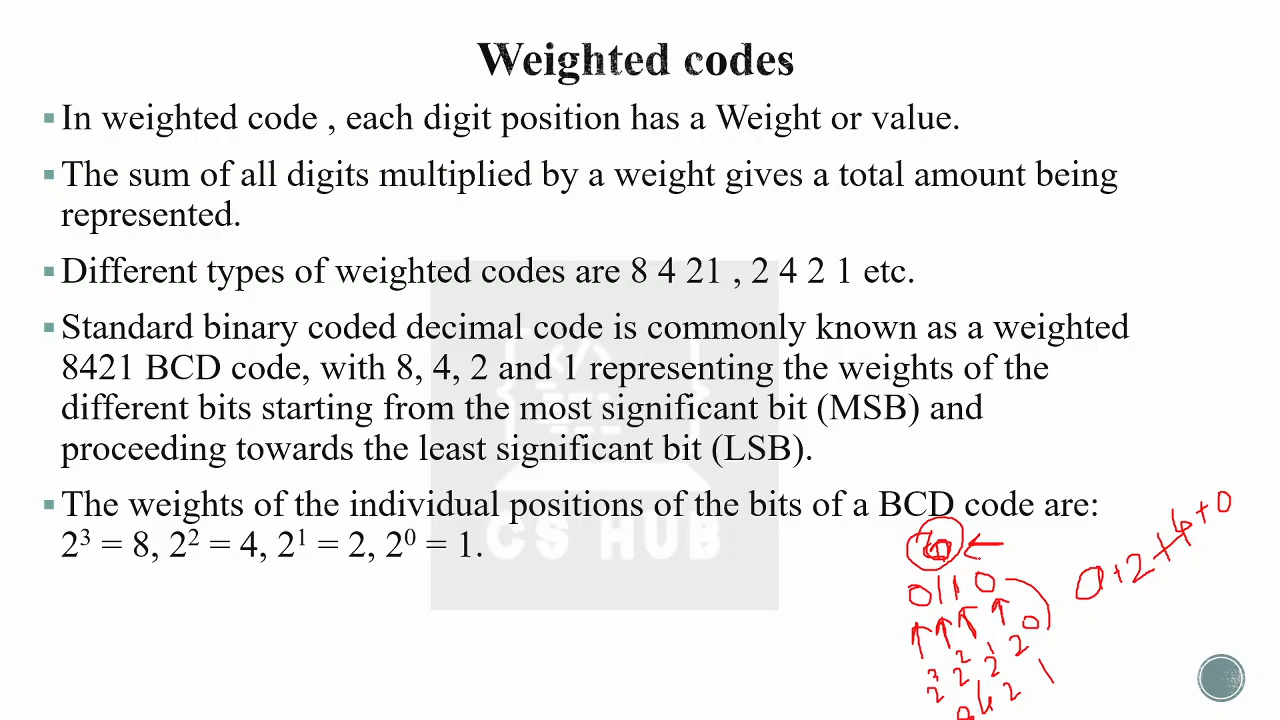 Weighted codes
▪ In weighted code , each digit position has a Weight or value.
▪ The sum of all digits multiplied by a weight gives a total amount being
represented.
▪ Different types of weighted codes are 8 4 21 , 2 4 2 1 etc.
▪ Standard binary coded decimal code is commonly known as a weighted
8421 BCD code, with 8, 4, 2 and 1 representing the weights of the
different bits starting from the most significant bit (MSB) and
proceeding towards the least significant bit (LSB).
▪ The weights of the individual positions of the bits of a BCD code are:
2³ = 8, 2² = 4, 2¹ = 2, 2⁰ = 1.
CS HUB
0110
0+2+4+0
2³ 2² 2¹ 2⁰
8 4 2 1